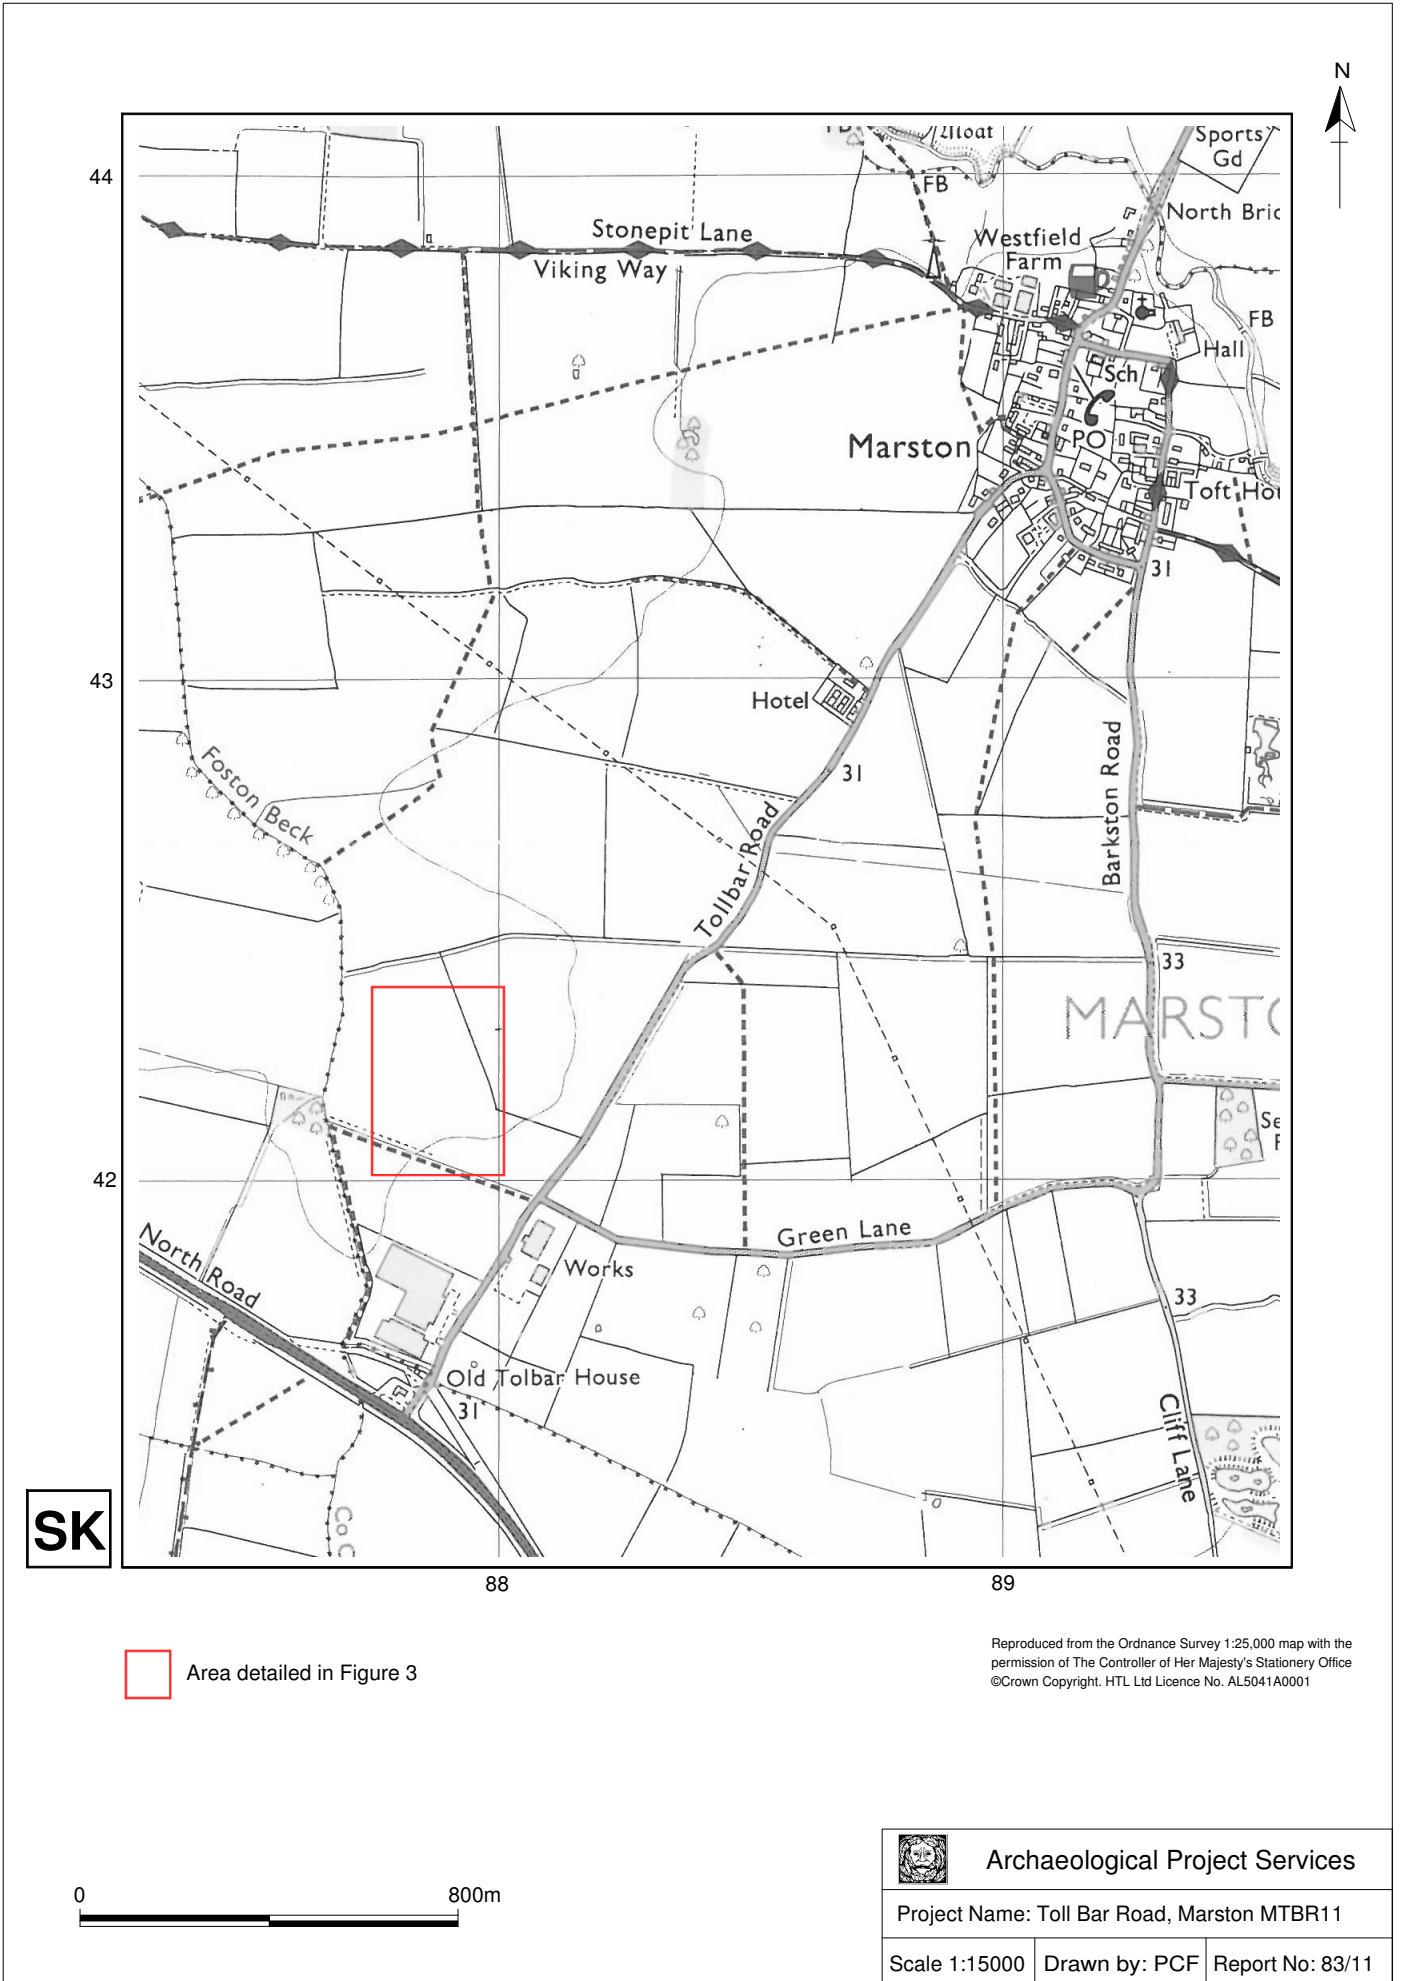 N
44
43
42
Moat
Sports
Gd
FB
North Bric
Stonepit Lane
Viking Way
Westfield
Farm
FB
Hall
Sch
PO
Marston
Toft Hou
31
Hotel
31
Foston Beck
Tollbar Road
Barkston Road
33
MARSTO
Se
F
Green Lane
North Road
Works
33
Old Tolbar House
31
Cliff Lane
Co C
SK
88
89
Area detailed in Figure 3
Reproduced from the Ordnance Survey 1:25,000 map with the
permission of The Controller of Her Majesty's Stationery Office
©Crown Copyright. HTL Ltd Licence No. AL5041A0001
0
800m
Archaeological Project Services
Project Name: Toll Bar Road, Marston MTBR11
Scale 1:15000
Drawn by: PCF
Report No: 83/11